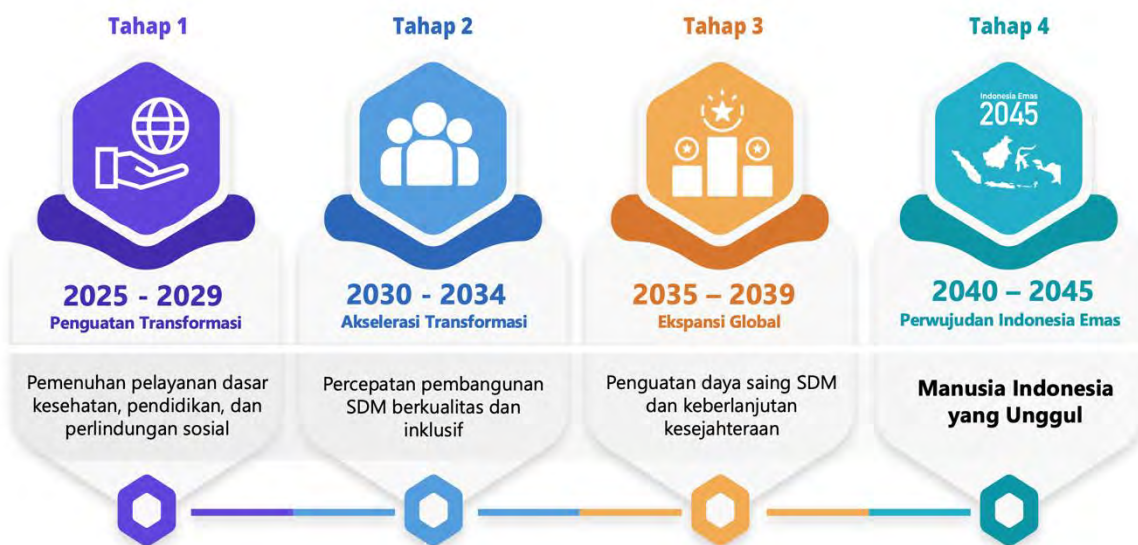 Tahap 1
2025 - 2029
Penguatan Transformasi
Pemenuhan pelayanan dasar
kesehatan, pendidikan, dan
perlindungan sosial
Tahap 2
2030 - 2034
Akselerasi Transformasi
Percepatan pembangunan
SDM berkualitas dan
inklusif
Tahap 3
2035 – 2039
Ekspansi Global
Penguatan daya saing SDM
dan keberlanjutan
kesejahteraan
Tahap 4
Indonesia Emas
2045
2040 – 2045
Perwujudan Indonesia Emas
Manusia Indonesia
yang Unggul